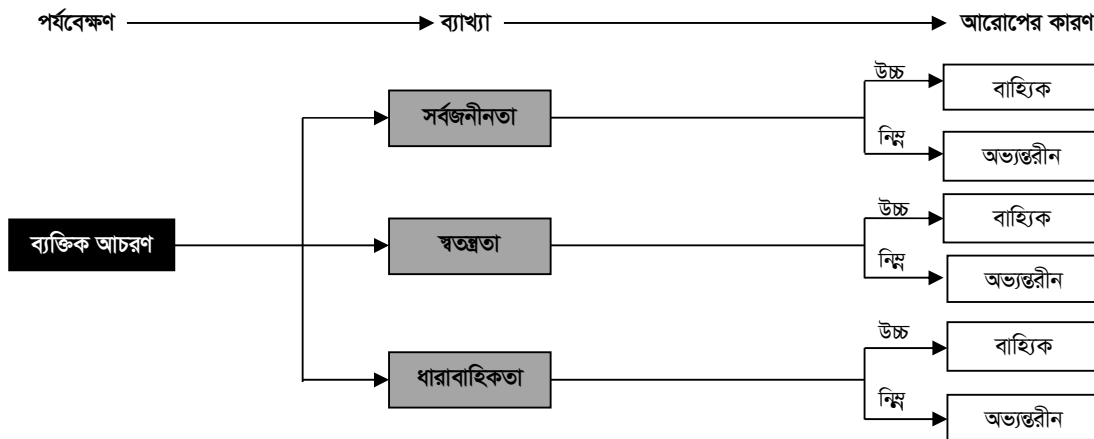 পর্যবেক্ষণ ব্যাখ্যা আরোপের কারণ
উচ্চ
বাহ্যিক
সর্বজনীনতা
নিম্ন
অভ্যন্তরীন
উচ্চ
বাহ্যিক
ব্যক্তিক আচরণ
স্বতন্ত্রতা
নিম্ন
অভ্যন্তরীন
উচ্চ
বাহ্যিক
ধারাবাহিকতা
নিম্ন
অভ্যন্তরীন